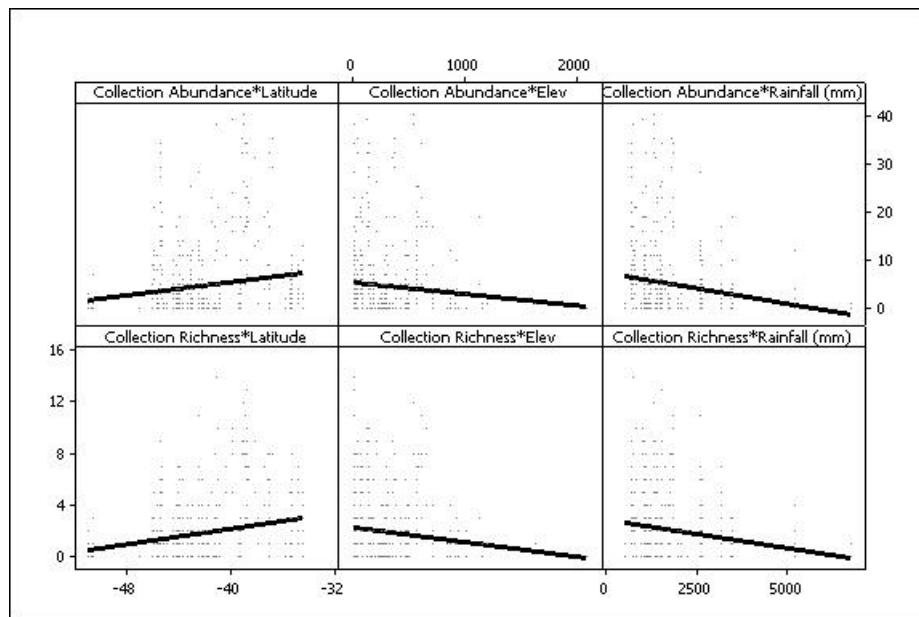 0 1000 2000
Collection Abundance*Latitude Collection Abundance*Elev Collection Abundance*Rainfall (mm)
40
30
20
10
0
Collection Richness*Latitude Collection Richness*Elev Collection Richness*Rainfall (mm)
16
12
8
4
0
-48 -40 -32 0 2500 5000